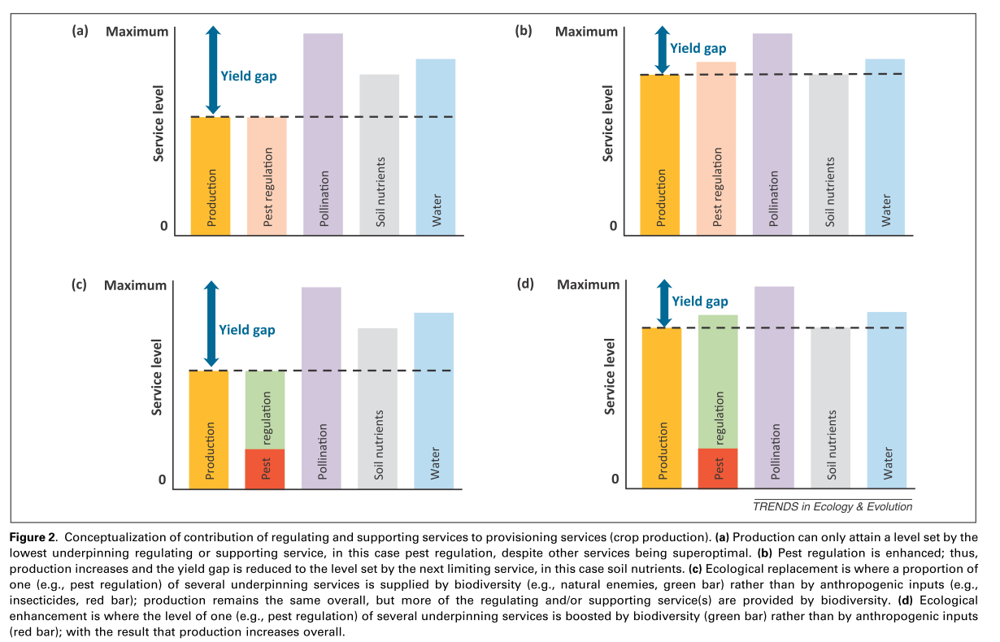 (a)
Maximum
Yield gap
Service level
Production
Pest regulation
Pollination
Soil nutrients
Water
0
(b)
Maximum
Yield gap
Service level
Production
Pest regulation
Pollination
Soil nutrients
Water
0
(c)
Maximum
Yield gap
Service level
Production
Pest regulation
Pollination
Soil nutrients
Water
0
(d)
Maximum
Yield gap
Service level
Production
Pest regulation
Pollination
Soil nutrients
Water
0
TRENDS in Ecology & Evolution
Figure 2. Conceptualization of contribution of regulating and supporting services to provisioning services (crop production). (a) Production can only attain a level set by the
lowest underpinning regulating or supporting service, in this case pest regulation, despite other services being superoptimal. (b) Pest regulation is enhanced; thus,
production increases and the yield gap is reduced to the level set by the next limiting service, in this case soil nutrients. (c) Ecological replacement is where a proportion of
one (e.g., pest regulation) of several underpinning services is supplied by biodiversity (e.g., natural enemies, green bar) rather than by anthropogenic inputs (e.g.,
insecticides, red bar); production remains the same overall, but more of the regulating and/or supporting service(s) are provided by biodiversity. (d) Ecological
enhancement is where the level of one (e.g., pest regulation) of several underpinning services is boosted by biodiversity (green bar) rather than by anthropogenic inputs
(red bar); with the result that production increases overall.